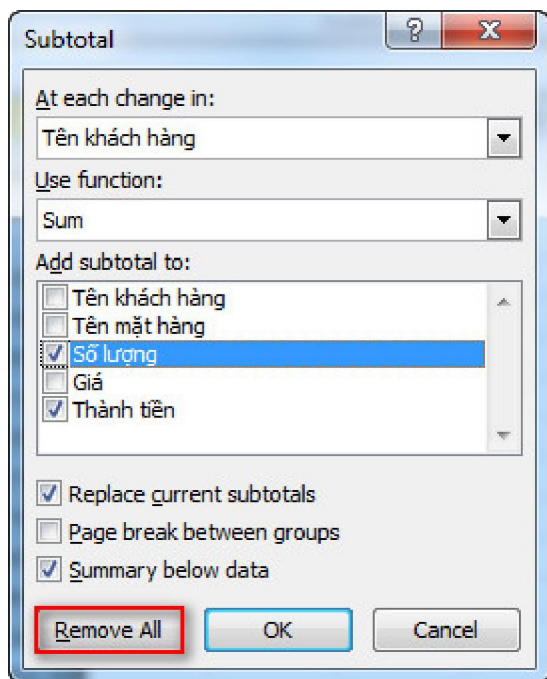 Subtotal
At each change in:
Tên khách hàng
Use function:
Sum
Add subtotal to:
Tên khách hàng
Tên mặt hàng
Số lượng
Giá
Thành tiền
Replace current subtotals
Page break between groups
Summary below data
Remove All
OK
Cancel